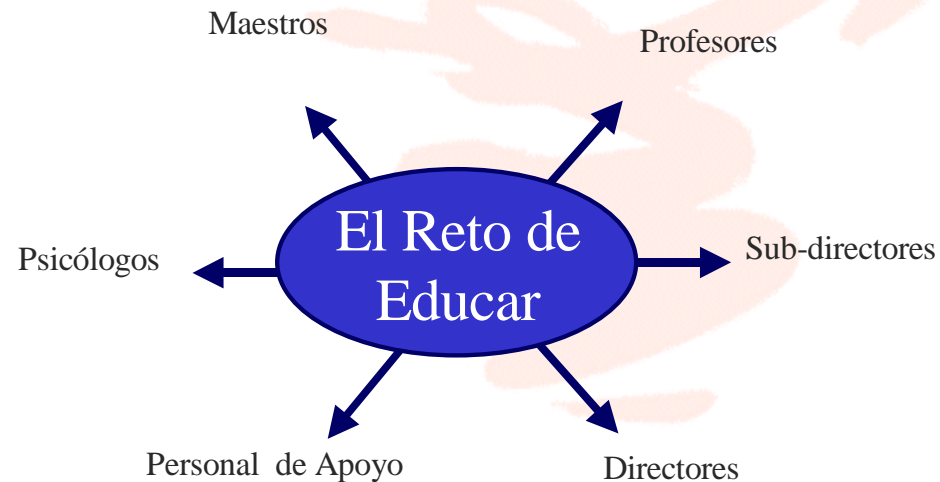 Maestros
Profesores
El Reto de
Educar
Psicólogos
Sub-directores
Personal de Apoyo
Directores